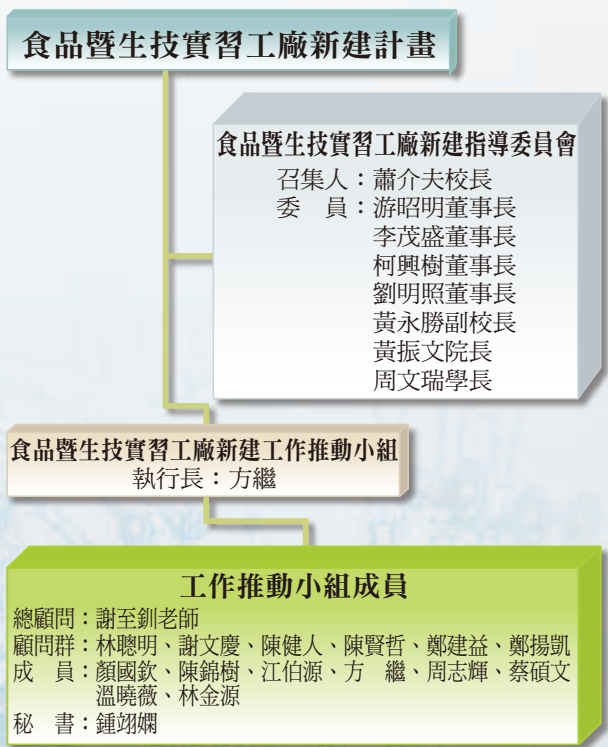 食品暨生技實習工廠新建計畫
食品暨生技實習工廠新建指導委員會
召集人：蕭介夫校長
委　員：游昭明董事長
李茂盛董事長
柯興樹董事長
劉明照董事長
黃永勝副校長
黃振文院長
周文瑞學長
食品暨生技實習工廠新建工作推動小組
執行長：方繼
工作推動小組成員
總顧問：謝至釧老師
顧問群：林聰明、謝文慶、陳健人、陳賢哲、鄭建益、鄭揚凱
成　員：顏國欽、陳錦樹、江伯源、方　繼、周志輝、蔡碩文
溫曉薇、林金源
秘　書：鍾翊嫻